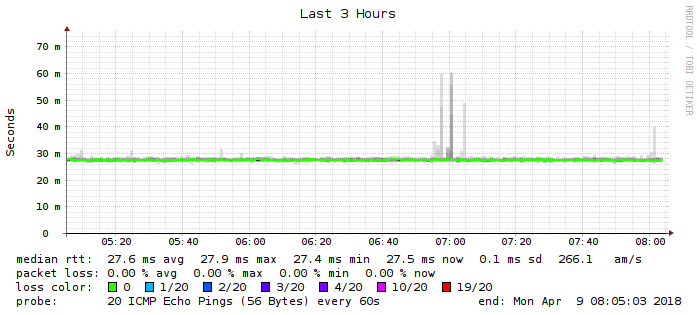 Last 3 Hours
RRDTOOL / TOBI OETIKER
Seconds
70 m
60 m
50 m
40 m
30 m
20 m
10 m
0
05:20 05:40 06:00 06:20 06:40 07:00 07:20 07:40 08:00
median rtt: 27.6 ms avg 27.9 ms max 27.4 ms min 27.5 ms now 0.1 ms sd 266.1 am/s
packet loss: 0.00 % avg 0.00 % max 0.00 % min 0.00 % now
loss color: 0 1/20 2/20 3/20 4/20 10/20 19/20
probe: 20 ICMP Echo Pings (56 Bytes) every 60s end: Mon Apr 9 08:05:03 2018